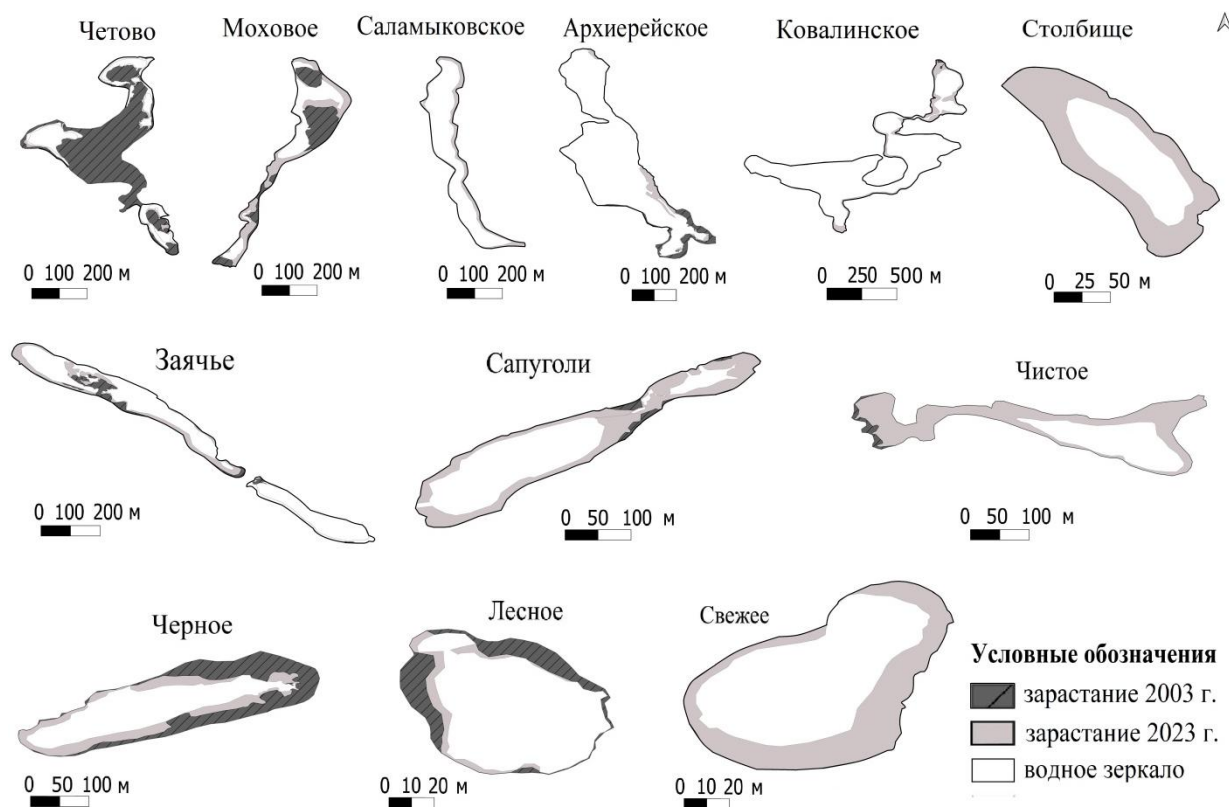 Четово
Моховое
Саламыковское
Архиерейское
Ковалинское
Столбище
0 100 200 м
0 100 200 м
0 100 200 м
0 100 200 м
0 250 500 м
0 25 50 м
Заячье
Сапуголи
Чистое
0 100 200 м
0 50 100 м
0 50 100 м
Черное
Лесное
Свежее
0 50 100 м
0 10 20 м
0 10 20 м
Условные обозначения
зарастание 2003 г.
зарастание 2023 г.
водное зеркало